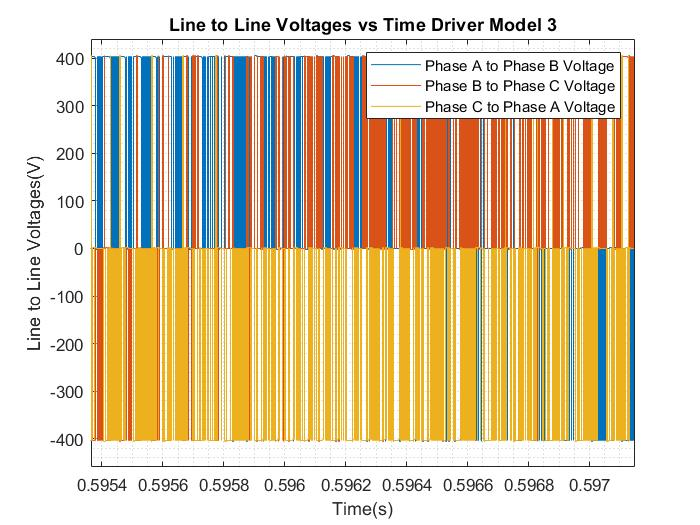 Line to Line Voltages vs Time Driver Model 3
Phase A to Phase B Voltage
Phase B to Phase C Voltage
Phase C to Phase A Voltage
Line to Line Voltages(V)
400
300
200
100
0
-100
-200
-300
-400
0.5954 0.5956 0.5958 0.596 0.5962 0.5964 0.5966 0.5968 0.597
Time(s)